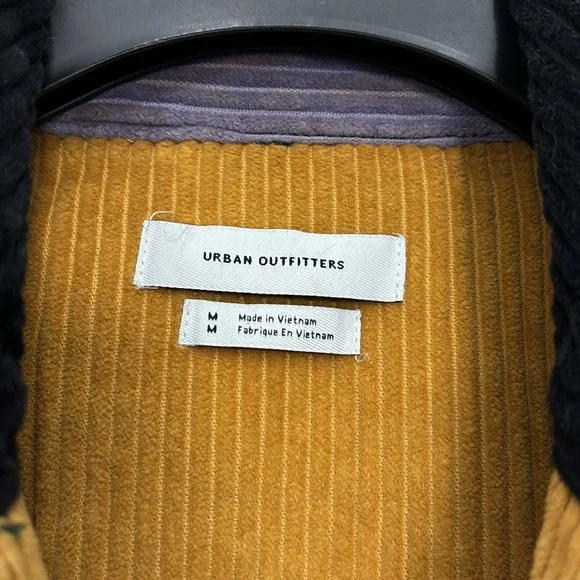 URBAN OUTFITTERS
M Made in Vietnam
M Fabrique En Vietnam